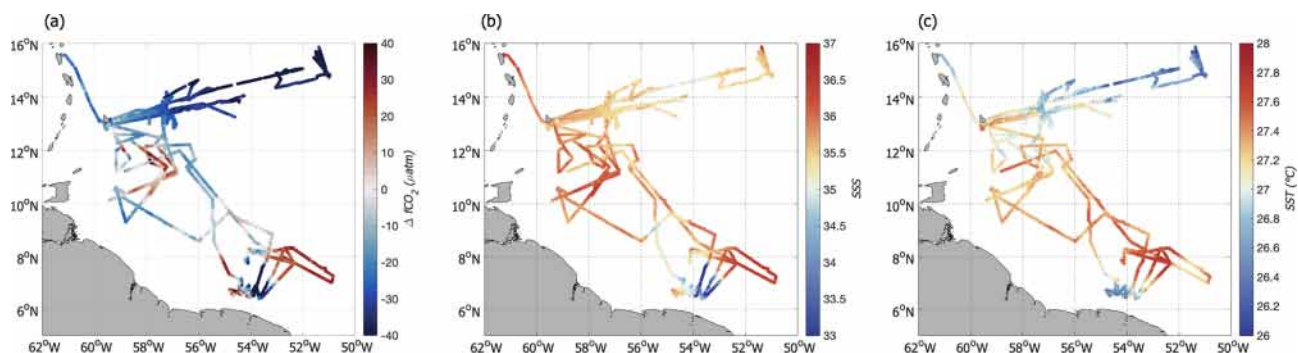 (a)
16°N
14°N
12°N
10°N
8°N
6°N
62°W 60°W 58°W 56°W 54°W 52°W 50°W
40
30
20
10
0
-10
-20
-30
-40
Δ fCO2 (μatm)
(b)
16°N
14°N
12°N
10°N
8°N
6°N
62°W 60°W 58°W 56°W 54°W 52°W 50°W
37
36.5
36
35.5
35
34.5
34
33.5
33
SSS
(c)
16°N
14°N
12°N
10°N
8°N
6°N
62°W 60°W 58°W 56°W 54°W 52°W 50°W
28
27.8
27.6
27.4
27.2
27
26.8
26.6
26.4
26.2
26
SST (°C)